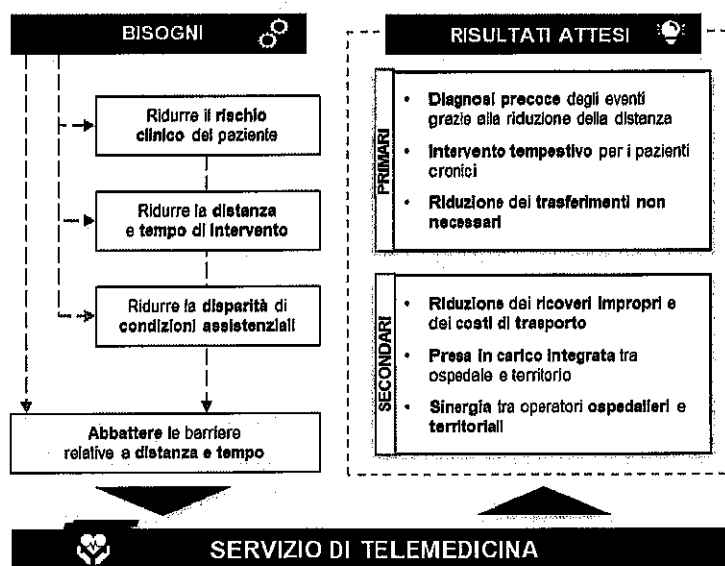 BISOGNI
Ridurre il rischio
clinico del paziente
Ridurre la distanza
e tempo di intervento
Ridurre la disparità di
condizioni assistenziali
Abbattere le barriere
relative a distanza e tempo
RISULTATI ATTESI
PRIMARI
• Diagnosi precoce degli eventi
grazie alla riduzione della distanza
• Intervento tempestivo per i pazienti
cronici
• Riduzione dei trasferimenti non
necessari
SECONDARI
• Riduzione dei ricoveri impropri e
dei costi di trasporto
• Presa in carico integrata tra
ospedale e territorio
• Sinergia tra operatori ospedalieri e
territoriali
SERVIZIO DI TELEMEDICINA